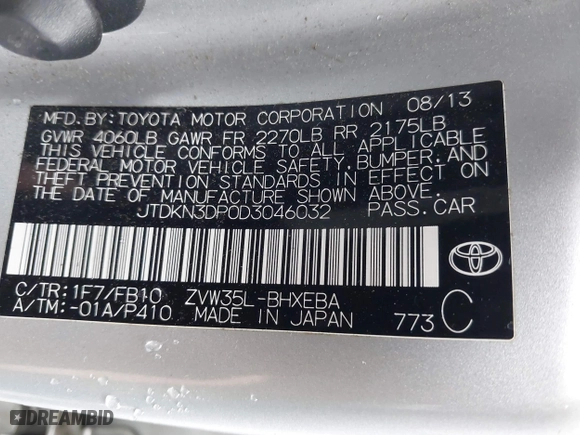 MFD. BY: TOYOTA MOTOR CORPORATION 08/13
GVWR 4060LB GAWR FR 2270LB RR 2175LB
THIS VEHICLE CONFORMS TO ALL APPLICABLE
FEDERAL MOTOR VEHICLE SAFETY, BUMPER, AND
THEFT PREVENTION STANDARDS IN EFFECT ON
THE DATE OF MANUFACTURE SHOWN ABOVE.
JTDKN3DP0D3046032 PASS. CAR
C/TR: 1F7/FB10 ZVW35L-BHXEBA
A/TM: -01A/P410 MADE IN JAPAN 773 C
DREAMBID